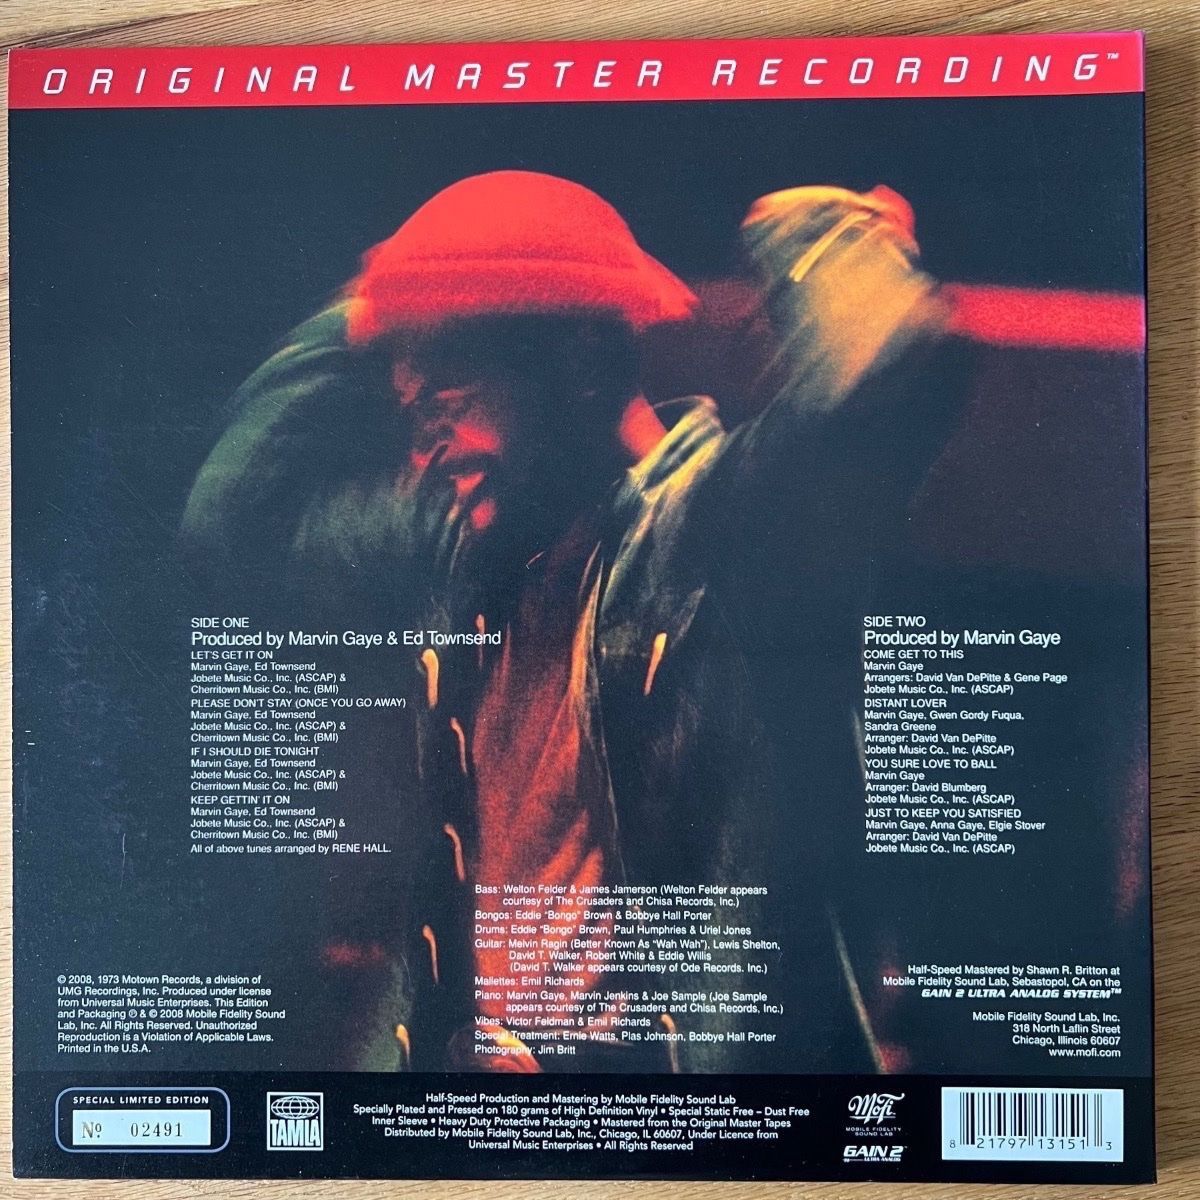 ORIGINAL MASTER RECORDING™
SIDE ONE
Produced by Marvin Gaye & Ed Townsend
LET'S GET IT ON
Marvin Gaye, Ed Townsend
Jobete Music Co., Inc. (ASCAP) &
Cherritown Music Co., Inc. (BMI)
PLEASE DON'T STAY (ONCE YOU GO AWAY)
Marvin Gaye, Ed Townsend
Jobete Music Co., Inc. (ASCAP) &
Cherritown Music Co., Inc. (BMI)
IF I SHOULD DIE TONIGHT
Marvin Gaye, Ed Townsend
Jobete Music Co., Inc. (ASCAP) &
Cherritown Music Co., Inc. (BMI)
KEEP GETTIN' IT ON
Marvin Gaye, Ed Townsend
Jobete Music Co., Inc. (ASCAP) &
Cherritown Music Co., Inc. (BMI)
All of above tunes arranged by RENE HALL.
SIDE TWO
Produced by Marvin Gaye
COME GET TO THIS
Marvin Gaye
Arrangers: David Van DePitte & Gene Page
Jobete Music Co., Inc. (ASCAP)
DISTANT LOVER
Marvin Gaye, Gwen Gordy Fuqua,
Sandra Greene
Arranger: David Van DePitte
Jobete Music Co., Inc. (ASCAP)
YOU SURE LOVE TO BALL
Marvin Gaye
Arranger: David Blumberg
Jobete Music Co., Inc. (ASCAP)
JUST TO KEEP YOU SATISFIED
Marvin Gaye, Anna Gaye, Elgie Stover
Arranger: David Van DePitte
Jobete Music Co., Inc. (ASCAP)
Bass: Welton Felder & James Jamerson (Welton Felder appears
courtesy of The Crusaders and Chisa Records, Inc.)
Bongos: Eddie "Bongo" Brown & Bobbye Hall Porter
Drums: Eddie "Bongo" Brown, Paul Humphries & Uriel Jones
Guitar: Melvin Ragin (Better Known As "Wah Wah"), Lewis Shelton,
David T. Walker, Robert White & Eddie Willis
(David T. Walker appears courtesy of Ode Records. Inc.)
Mallettes: Emil Richards
Piano: Marvin Gaye, Marvin Jenkins & Joe Sample (Joe Sample
appears courtesy of The Crusaders and Chisa Records, Inc.)
Vibes: Victor Feldman & Emil Richards
Special Treatment: Ernie Watts, Plas Johnson, Bobbye Hall Porter
Photography: Jim Britt
© 2008, 1973 Motown Records, a division of
UMG Recordings, Inc. Produced under license
from Universal Music Enterprises. This Edition
and Packaging ℗ & © 2008 Mobile Fidelity Sound
Lab, Inc. All Rights Reserved. Unauthorized
Reproduction is a Violation of Applicable Laws.
Printed in the U.S.A.
Half-Speed Mastered by Shawn R. Britton at
Mobile Fidelity Sound Lab, Sebastopol, CA on the
GAIN 2 ULTRA ANALOG SYSTEM™
Mobile Fidelity Sound Lab, Inc.
318 North Laflin Street
Chicago, Illinois 60607
www.mofi.com
SPECIAL LIMITED EDITION
Nº 02491
TAMLA
Half-Speed Production and Mastering by Mobile Fidelity Sound Lab
Specially Plated and Pressed on 180 grams of High Definition Vinyl • Special Static Free – Dust Free
Inner Sleeve • Heavy Duty Protective Packaging • Mastered from the Original Master Tapes
Distributed by Mobile Fidelity Sound Lab, Inc., Chicago, IL 60607, Under Licence from
Universal Music Enterprises • All Rights Reserved
MoFi
MOBILE FIDELITY
SOUND LAB
GAIN 2™
ULTRA ANALOG
8 21797 13151 3